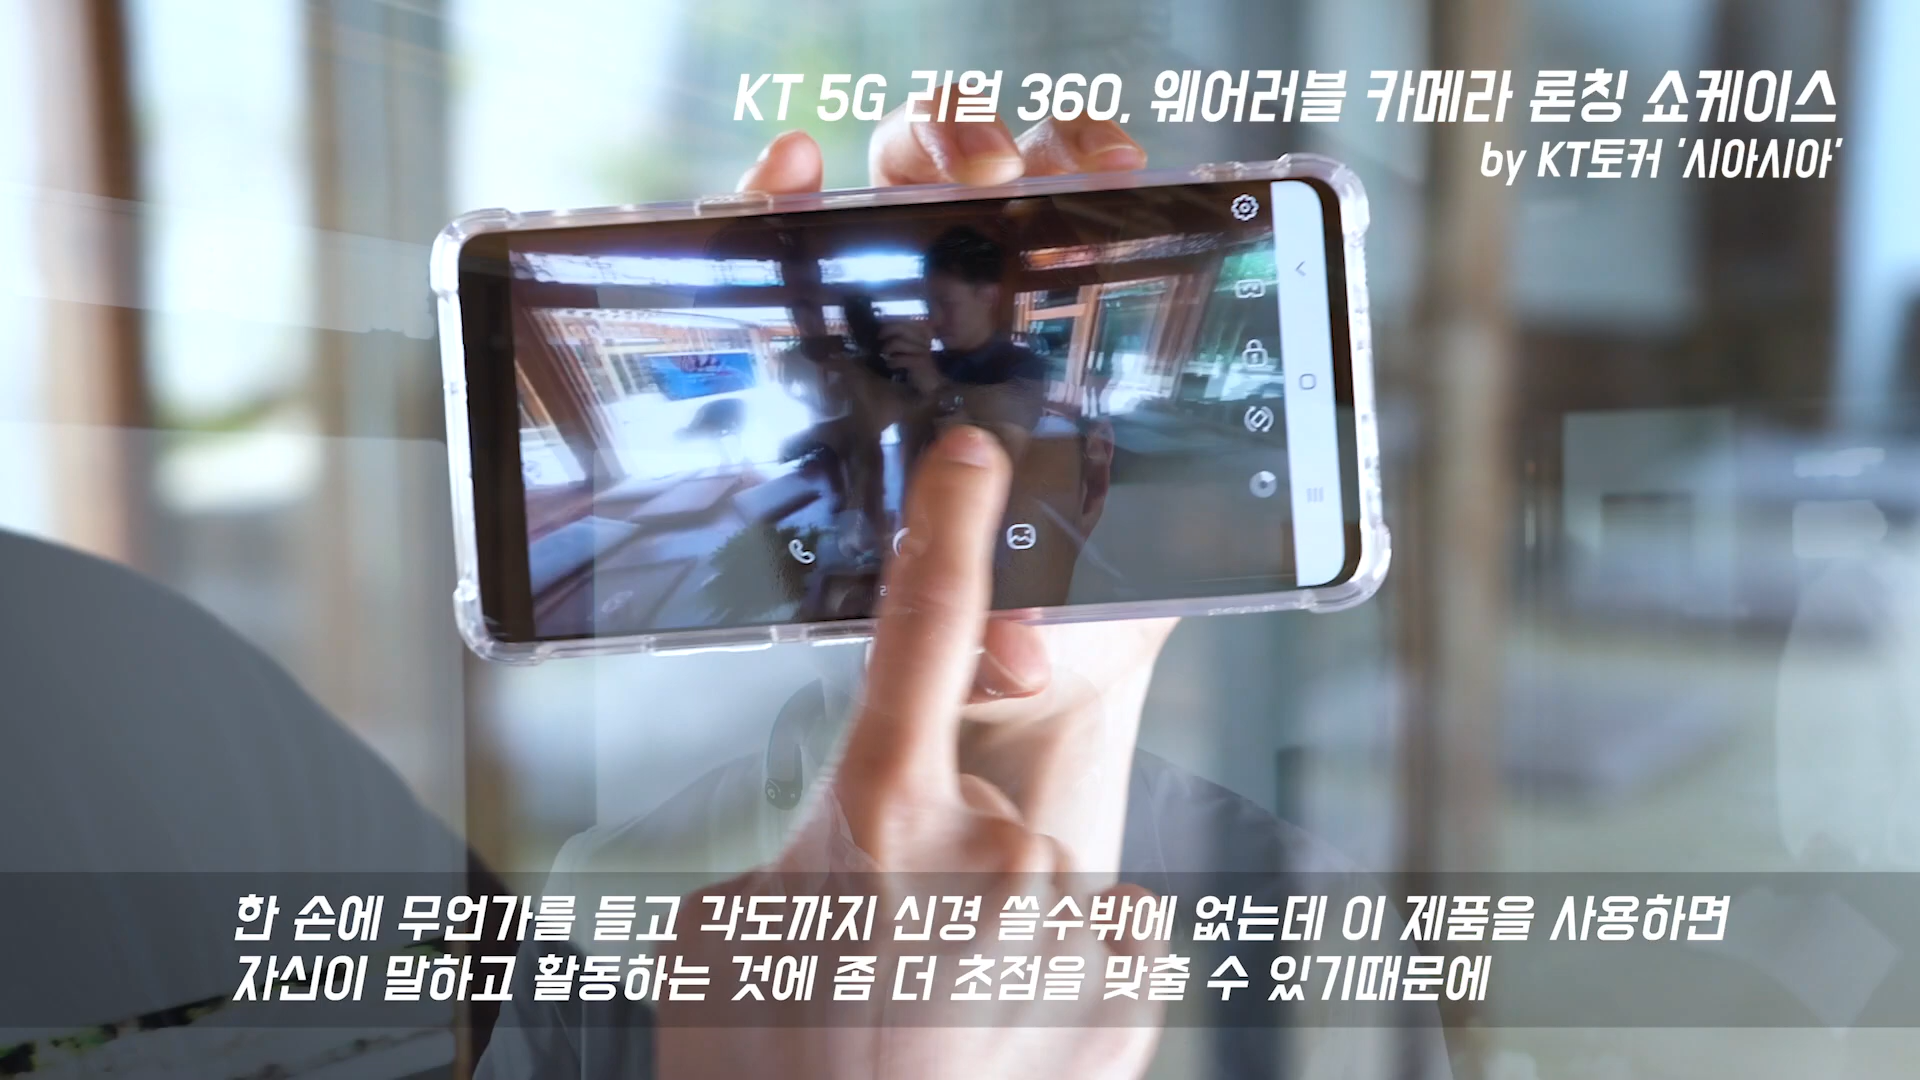 KT 5G 리얼 360, 웨어러블 카메라 론칭 쇼케이스
by KT토커 '시아시아'
한 손에 무언가를 들고 각도까지 신경 쓸수밖에 없는데 이 제품을 사용하면
자신이 말하고 활동하는 것에 좀 더 초점을 맞출 수 있기때문에